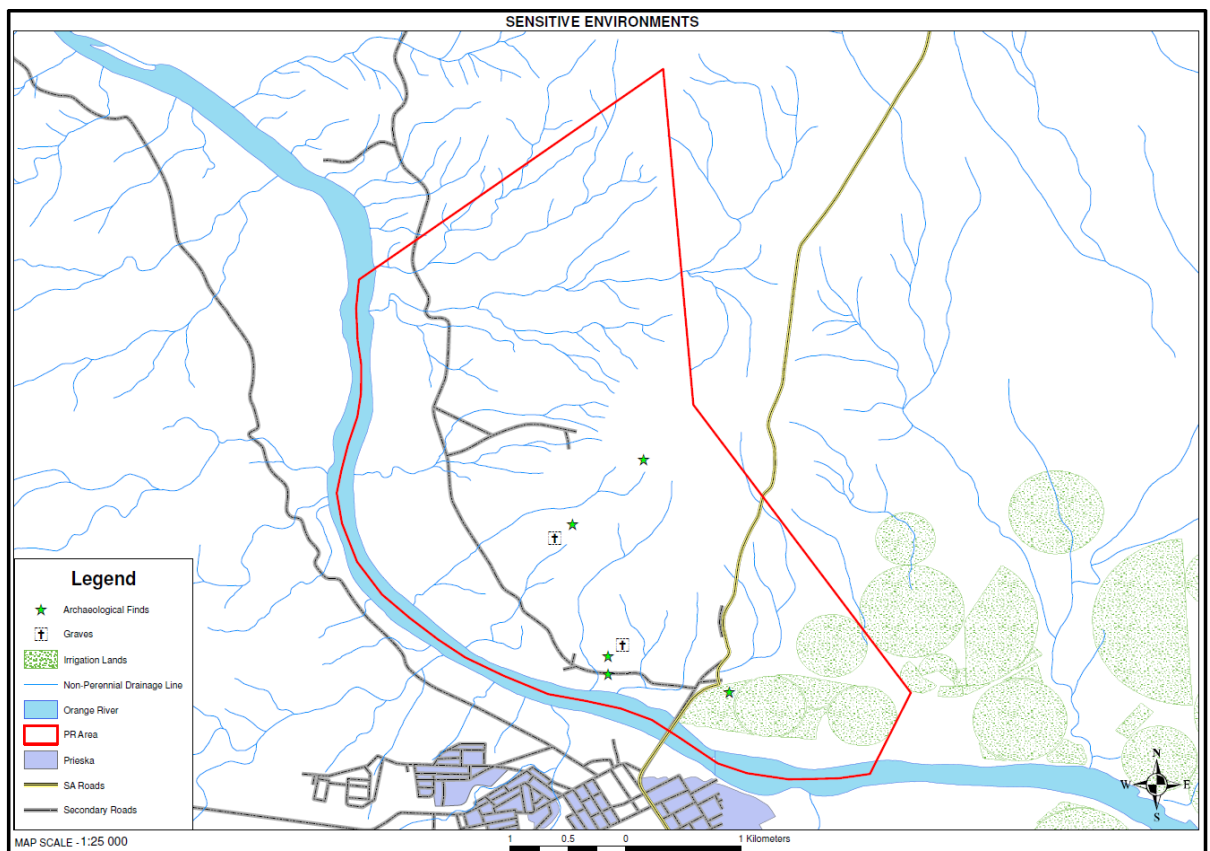 SENSITIVE ENVIRONMENTS
Legend
Archaeological Finds
Graves
Irrigation Lands
Non-Perennial Drainage Line
Orange River
PR Area
Prieska
SA Roads
Secondary Roads
N
W E
S
MAP SCALE - 1:25 000
1 0.5 0 1 Kilometers